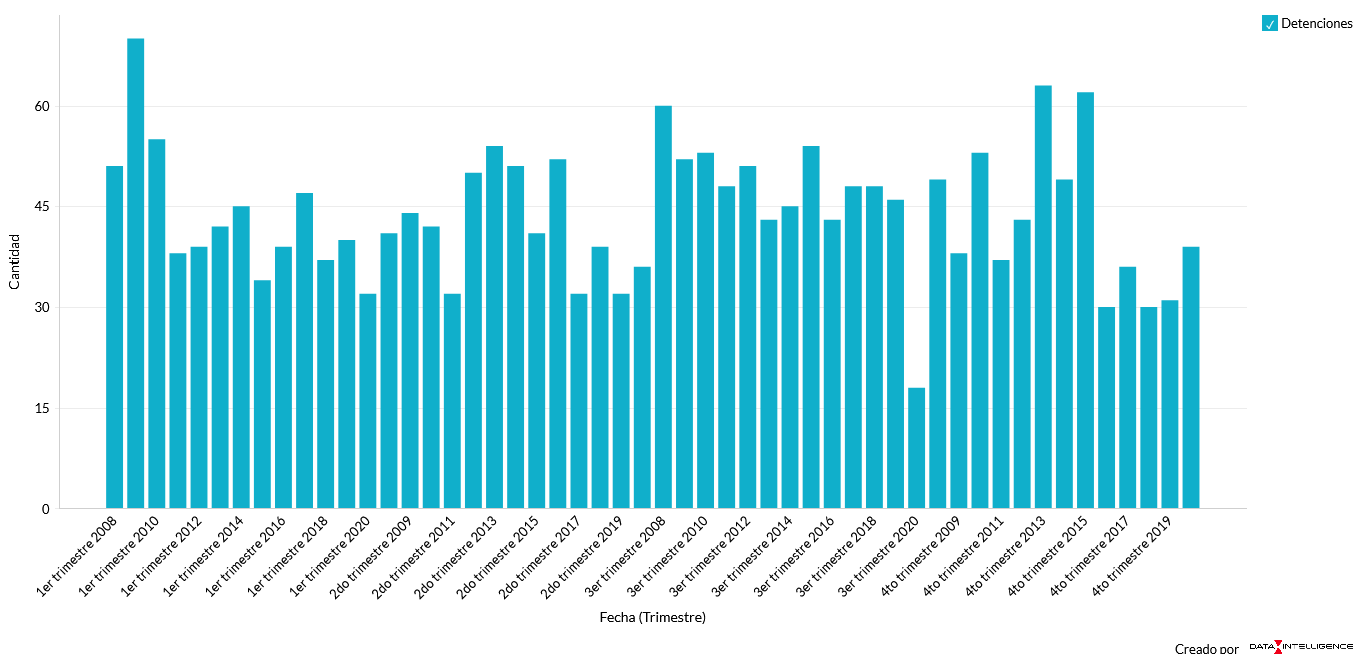 Detenciones
60
45
30
15
0
Cantidad
1er trimestre 2008
1er trimestre 2010
1er trimestre 2012
1er trimestre 2014
1er trimestre 2016
1er trimestre 2018
1er trimestre 2020
2do trimestre 2009
2do trimestre 2011
2do trimestre 2013
2do trimestre 2015
2do trimestre 2017
2do trimestre 2019
3er trimestre 2008
3er trimestre 2010
3er trimestre 2012
3er trimestre 2014
3er trimestre 2016
3er trimestre 2018
3er trimestre 2020
4to trimestre 2009
4to trimestre 2011
4to trimestre 2013
4to trimestre 2015
4to trimestre 2017
4to trimestre 2019
Fecha (Trimestre)
Creado por DATA INTELLIGENCE